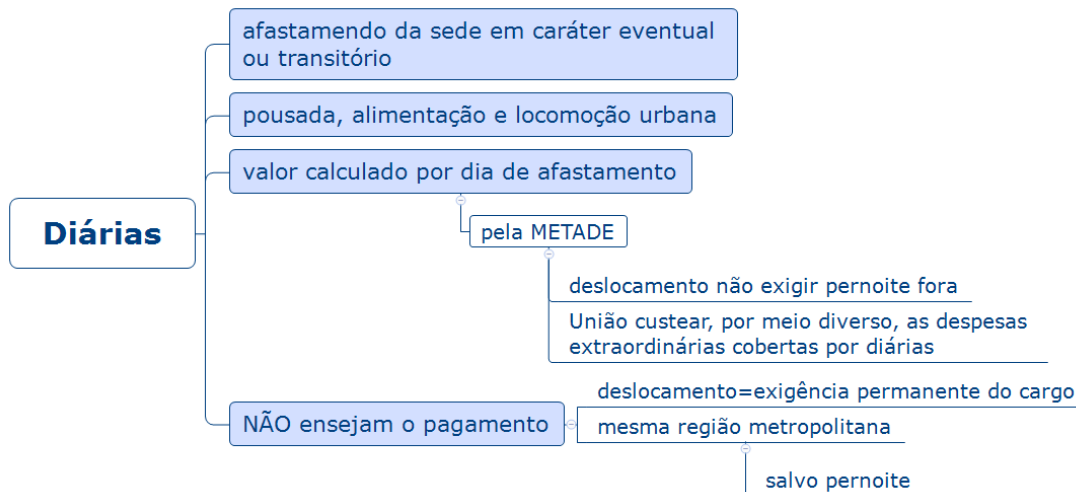 Diárias
afastamendo da sede em caráter eventual
ou transitório
pousada, alimentação e locomoção urbana
valor calculado por dia de afastamento
pela METADE
deslocamento não exigir pernoite fora
União custear, por meio diverso, as despesas
extraordinárias cobertas por diárias
NÃO ensejam o pagamento
deslocamento=exigência permanente do cargo
mesma região metropolitana
salvo pernoite